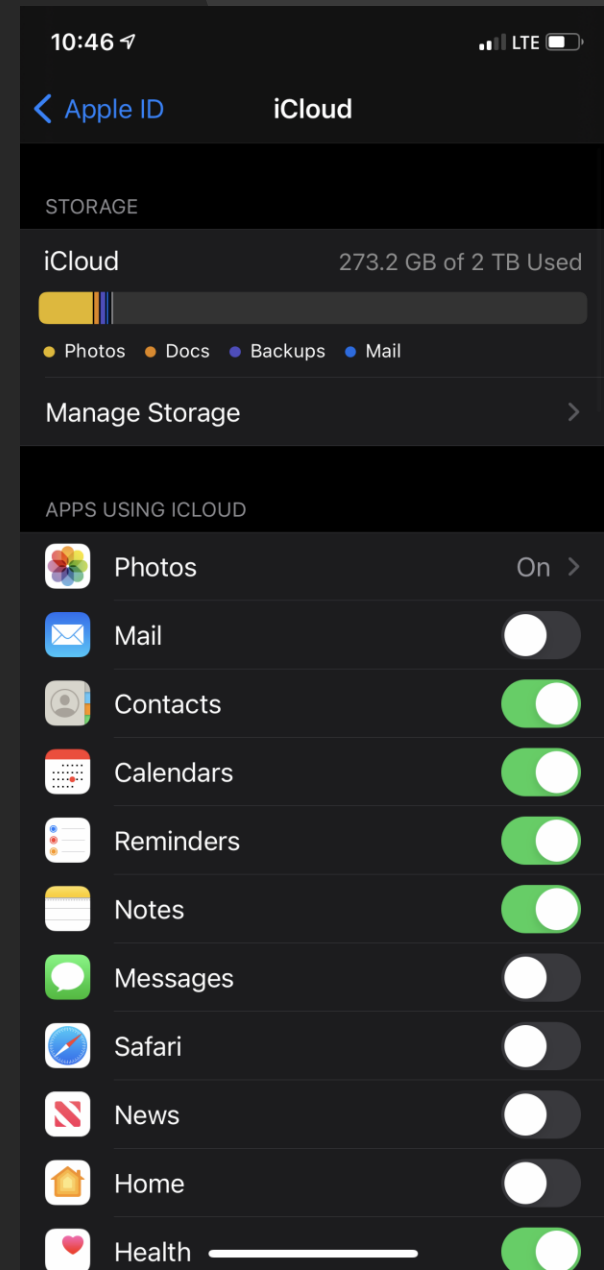 10:46 LTE
Apple ID iCloud
STORAGE
iCloud 273.2 GB of 2 TB Used
Photos Docs Backups Mail
Manage Storage
APPS USING ICLOUD
Photos On
Mail
Contacts
Calendars
Reminders
Notes
Messages
Safari
News
Home
Health